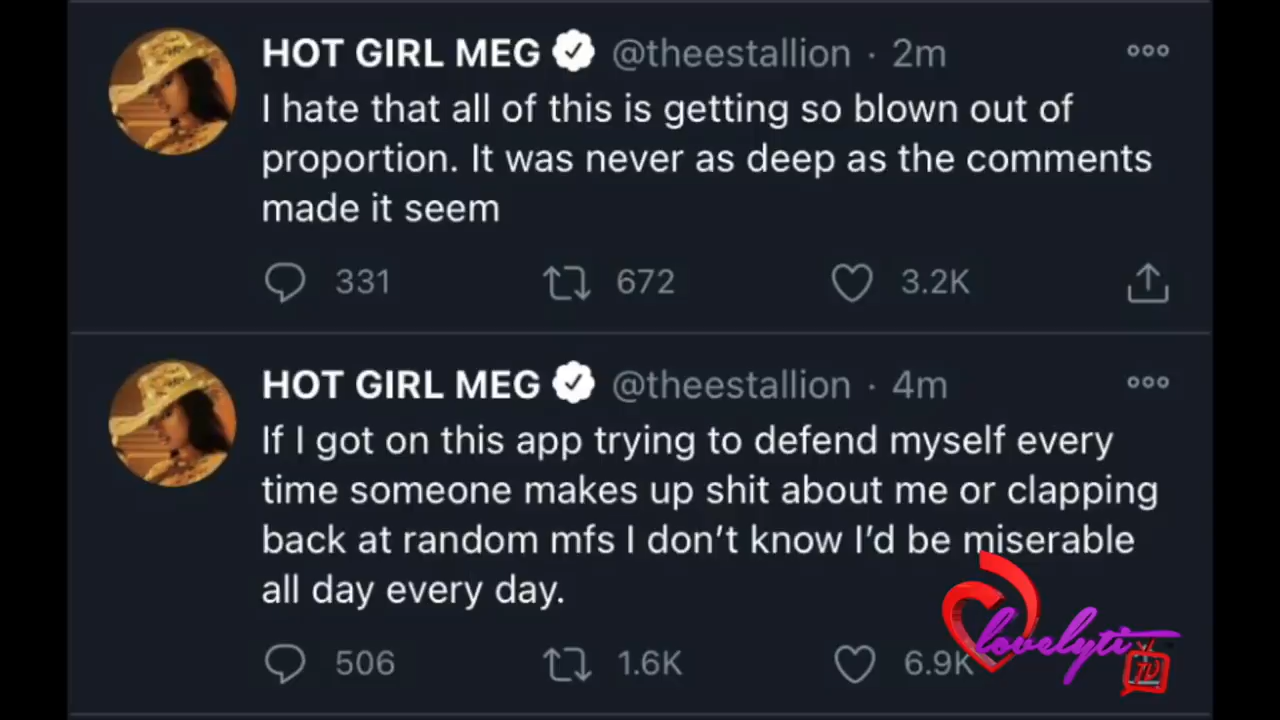 HOT GIRL MEG @theestallion · 2m
I hate that all of this is getting so blown out of
proportion. It was never as deep as the comments
made it seem
331 672 3.2K
HOT GIRL MEG @theestallion · 4m
If I got on this app trying to defend myself every
time someone makes up shit about me or clapping
back at random mfs I don’t know I’d be miserable
all day every day.
506 1.6K 6.9K
lovelyti
TV